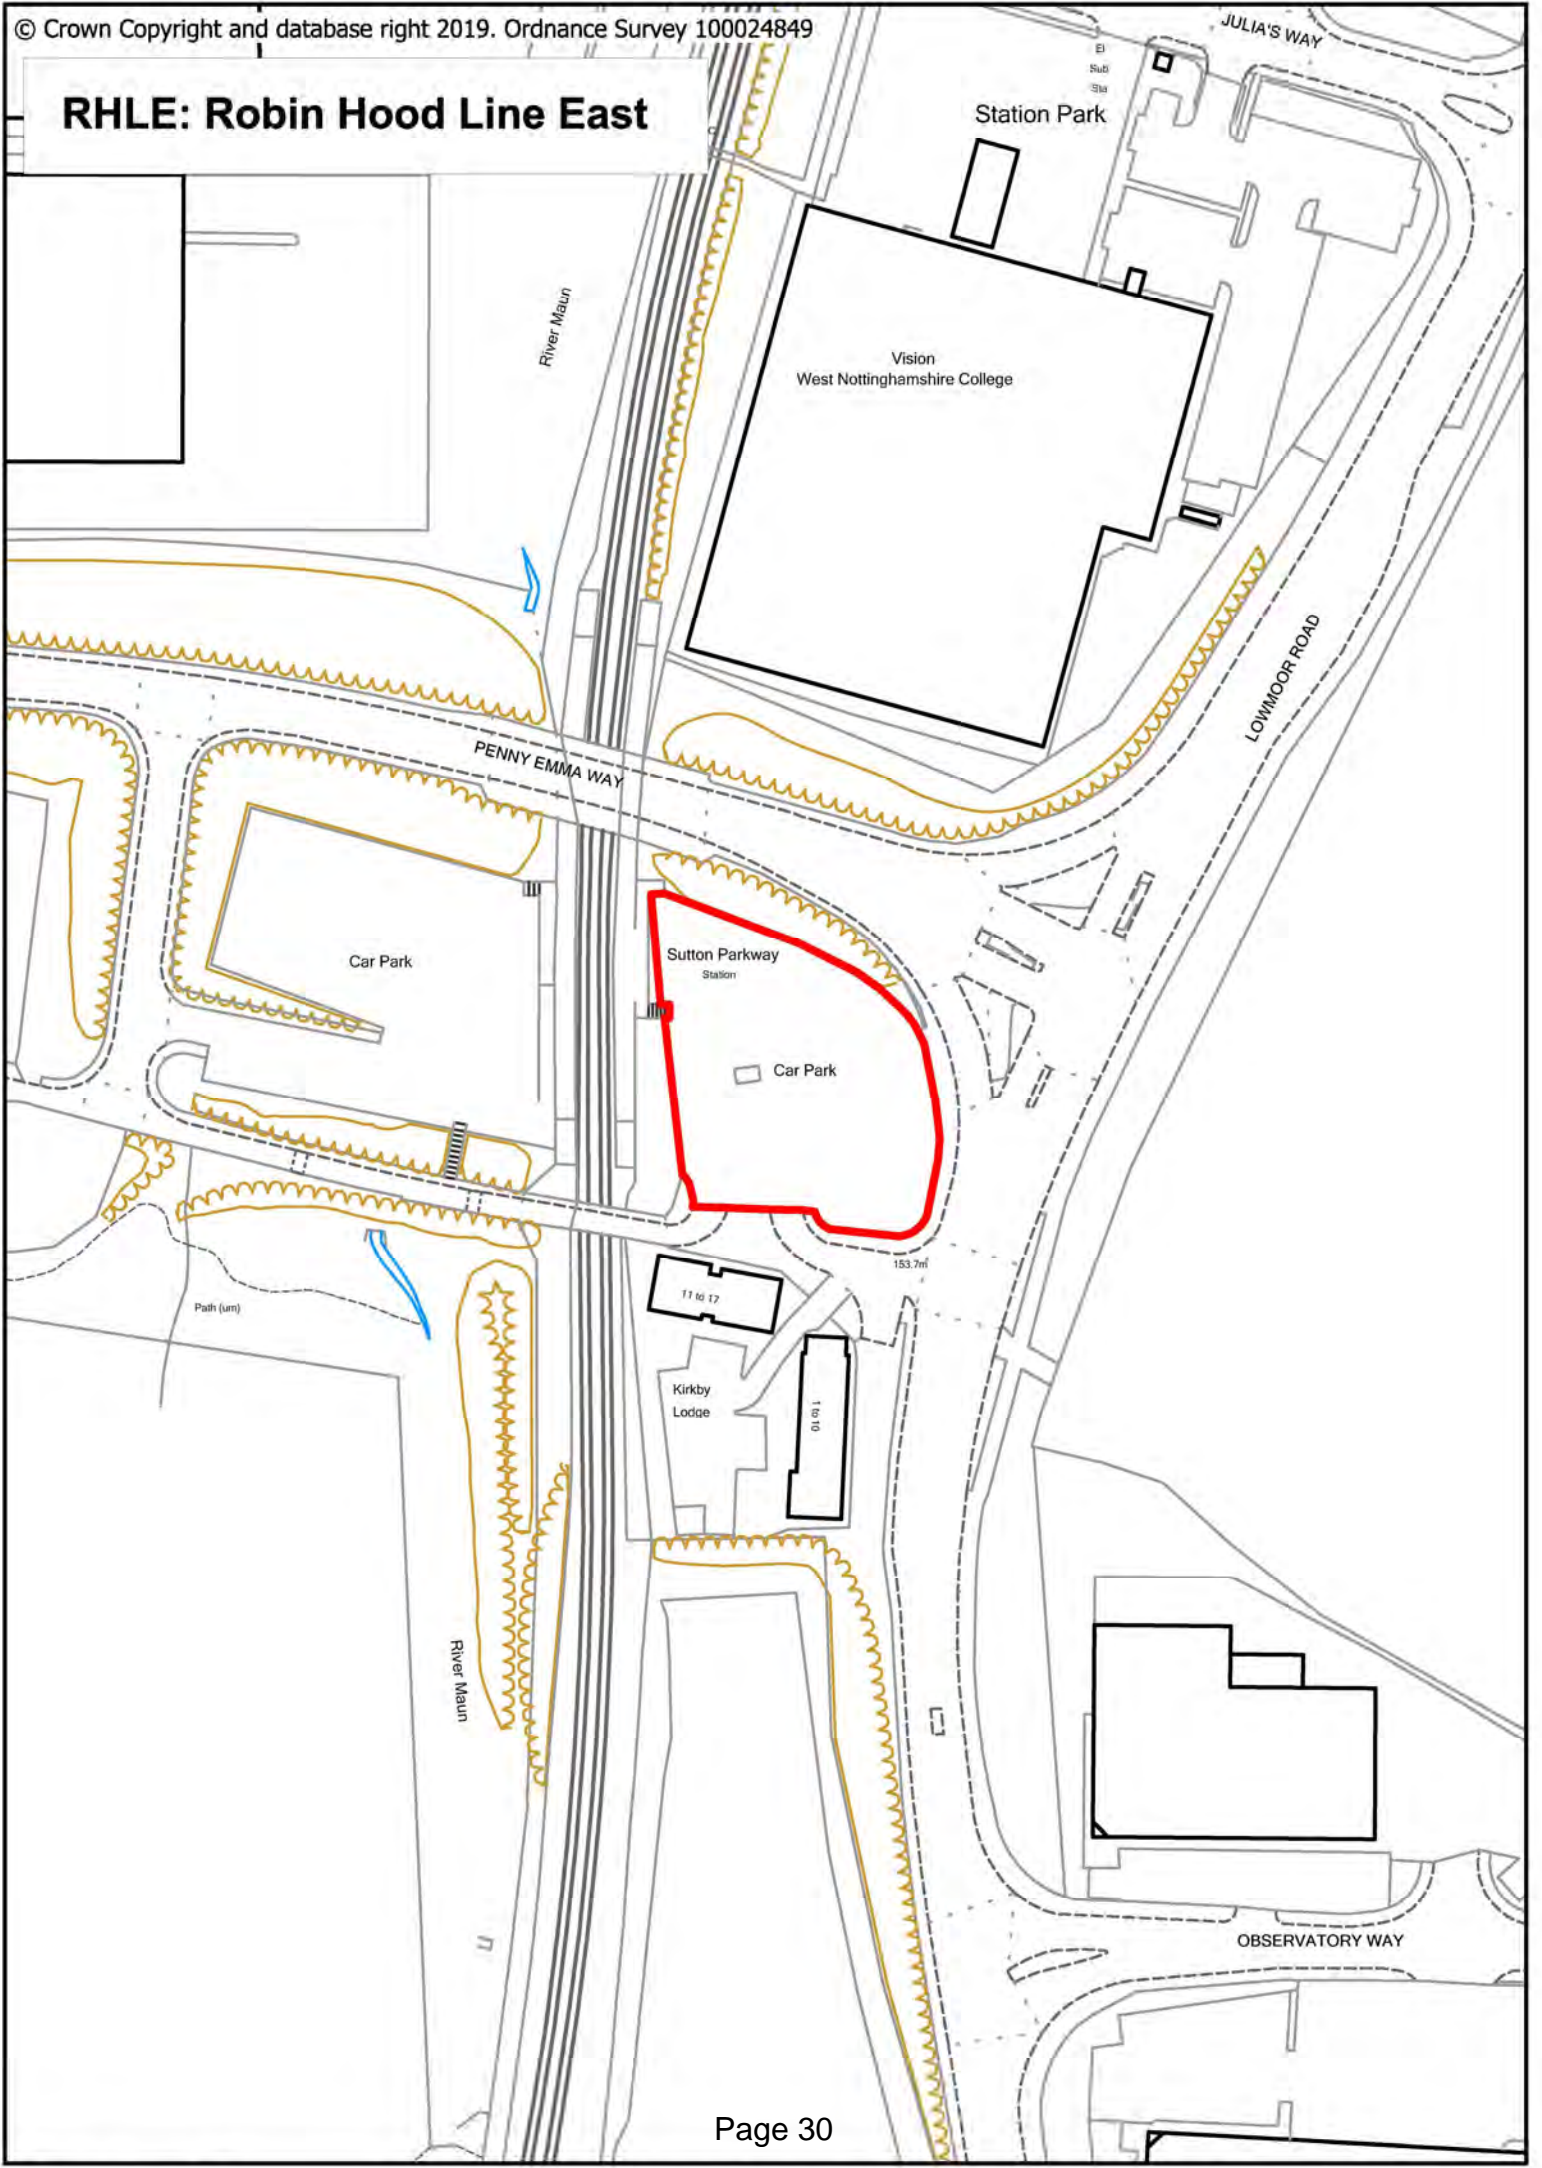 © Crown Copyright and database right 2019. Ordnance Survey 100024849
RHLE: Robin Hood Line East
JULIA'S WAY
El
Sub
Sta
Station Park
River Maun
Vision
West Nottinghamshire College
LOWMOOR ROAD
PENNY EMMA WAY
Car Park
Sutton Parkway
Station
Car Park
153.7m
11 to 17
Path (um)
Kirkby
Lodge
1 to 10
River Maun
OBSERVATORY WAY
Page 30